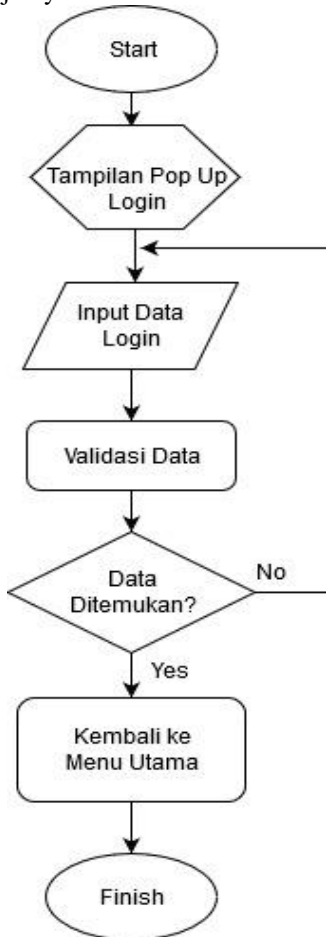 Start
Tampilan Pop Up
Login
Input Data
Login
Validasi Data
Data
Ditemukan?
No
Yes
Kembali ke
Menu Utama
Finish